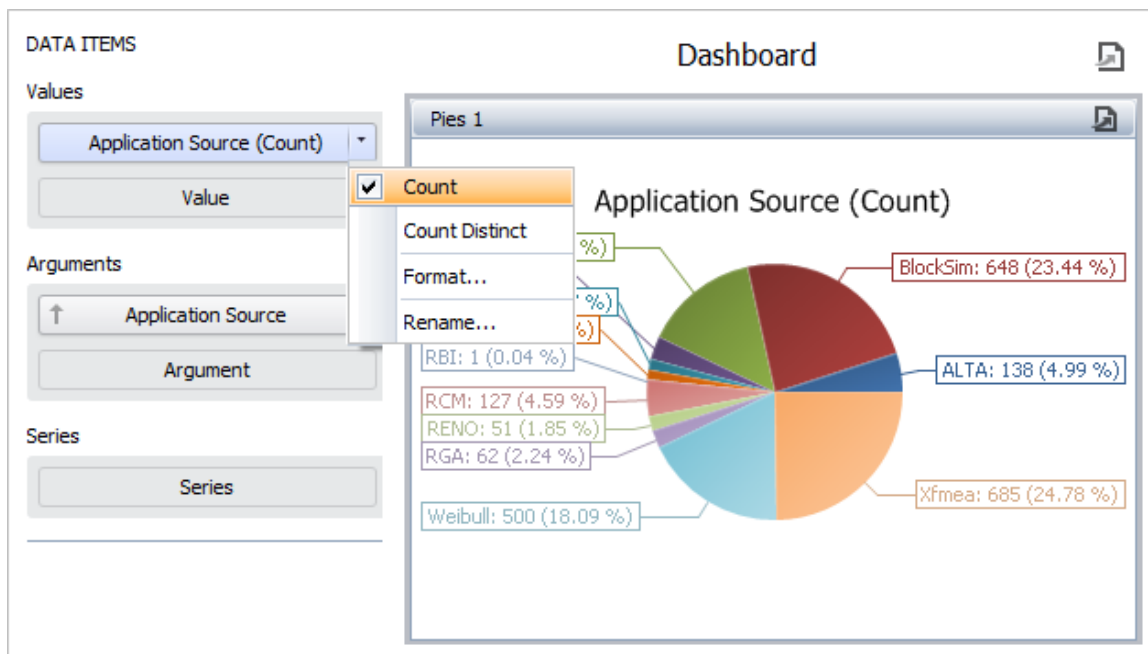 DATA ITEMS
Values
Application Source (Count)
Value
Count
Count Distinct
Format...
Rename...
Arguments
Application Source
Argument
Series
Series
Dashboard
Pies 1
Application Source (Count)
%)
BlockSim: 648 (23.44 %)
%)
RBI: 1 (0.04 %)
ALTA: 138 (4.99 %)
RCM: 127 (4.59 %)
RENO: 51 (1.85 %)
RGA: 62 (2.24 %)
Xfmea: 685 (24.78 %)
Weibull: 500 (18.09 %)